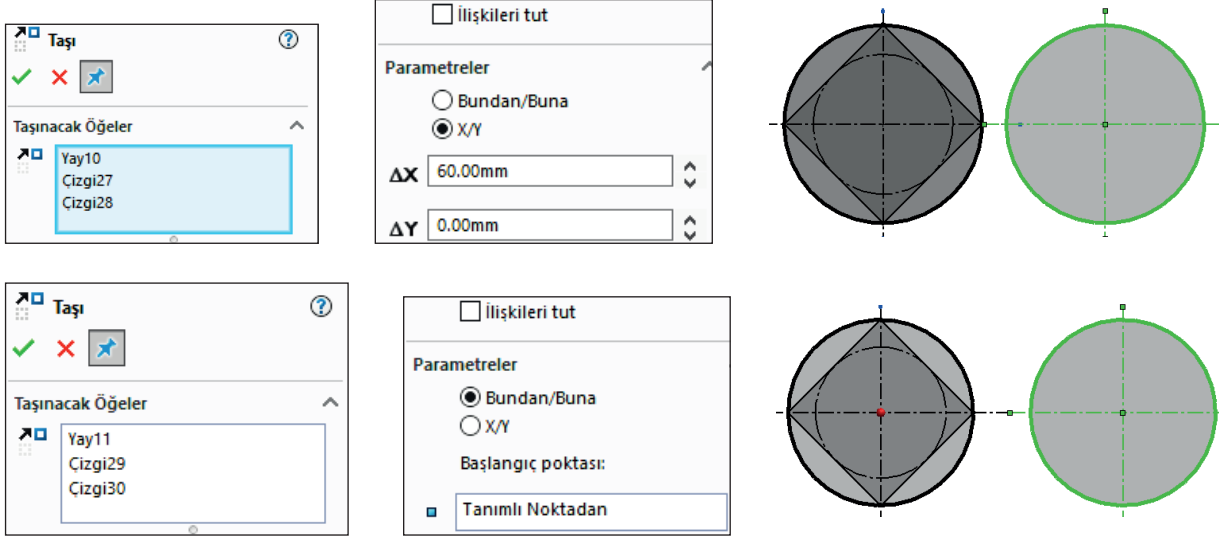 Taşı
?
Taşınacak Öğeler
Yay10
Çizgi27
Çizgi28
İlişkileri tut
Parametreler
Bundan/Buna
X/Y
ΔX 60.00mm
ΔY 0.00mm
Taşı
?
Taşınacak Öğeler
Yay11
Çizgi29
Çizgi30
İlişkileri tut
Parametreler
Bundan/Buna
X/Y
Başlangıç poktası:
Tanımlı Noktadan